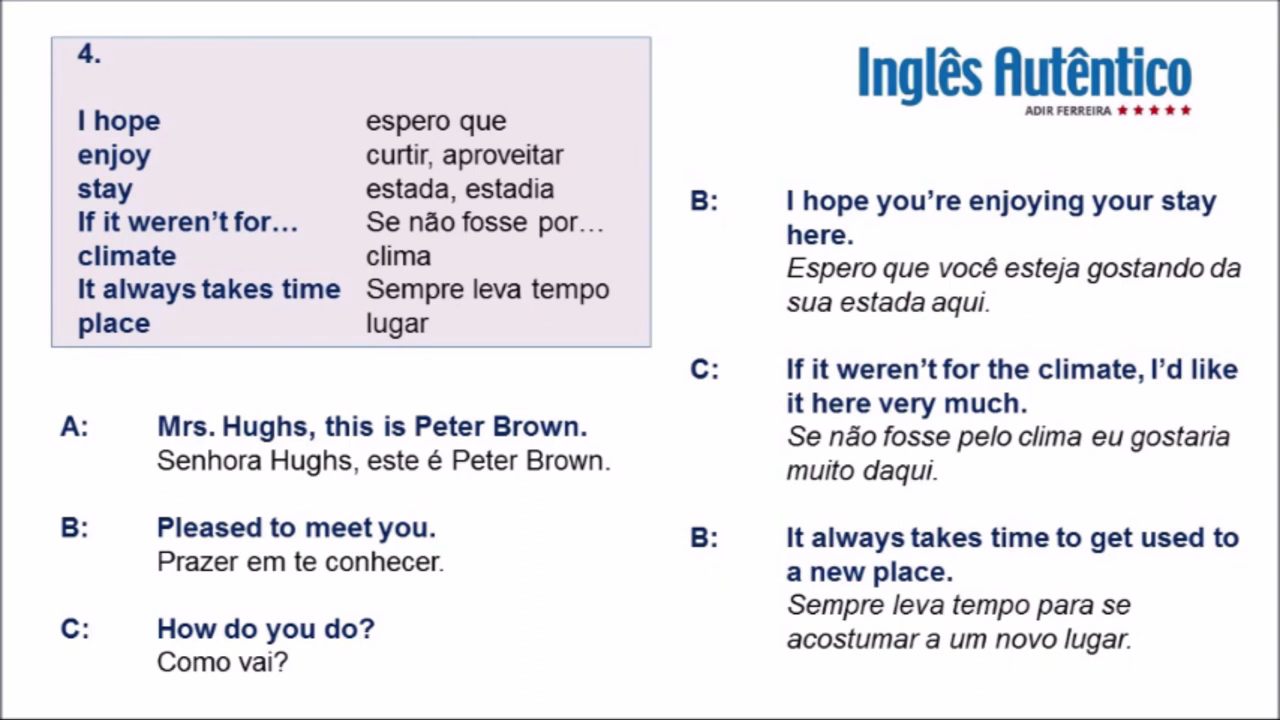 4.
I hope espero que
enjoy curtir, aproveitar
stay estada, estadia
If it weren't for... Se não fosse por...
climate clima
It always takes time Sempre leva tempo
place lugar
A: Mrs. Hughs, this is Peter Brown.
Senhora Hughs, este é Peter Brown.
B: Pleased to meet you.
Prazer em te conhecer.
C: How do you do?
Como vai?
Inglês Autêntico
ADIR FERREIRA ★★★★★
B: I hope you're enjoying your stay
here.
Espero que você esteja gostando da
sua estada aqui.
C: If it weren't for the climate, I'd like
it here very much.
Se não fosse pelo clima eu gostaria
muito daqui.
B: It always takes time to get used to
a new place.
Sempre leva tempo para se
acostumar a um novo lugar.